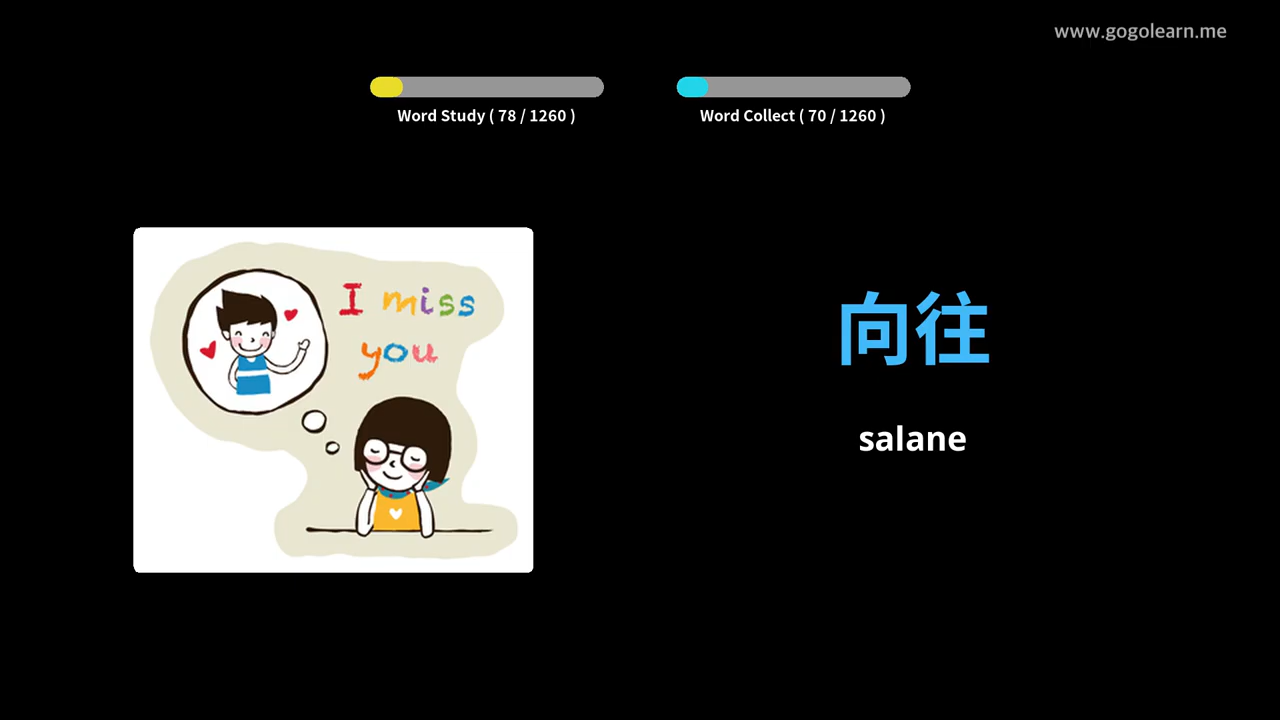 www.gogolearn.me
Word Study ( 78 / 1260 )
Word Collect ( 70 / 1260 )
I miss
you
向往
salane